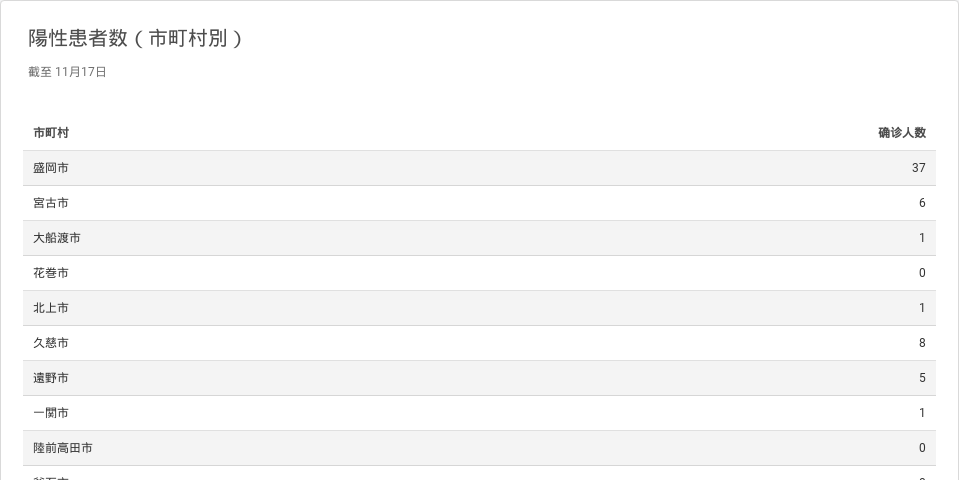 陽性患者数（市町村別）
截至 11月17日
市町村 确诊人数
盛岡市 37
宮古市 6
大船渡市 1
花巻市 0
北上市 1
久慈市 8
遠野市 5
一関市 1
陸前高田市 0